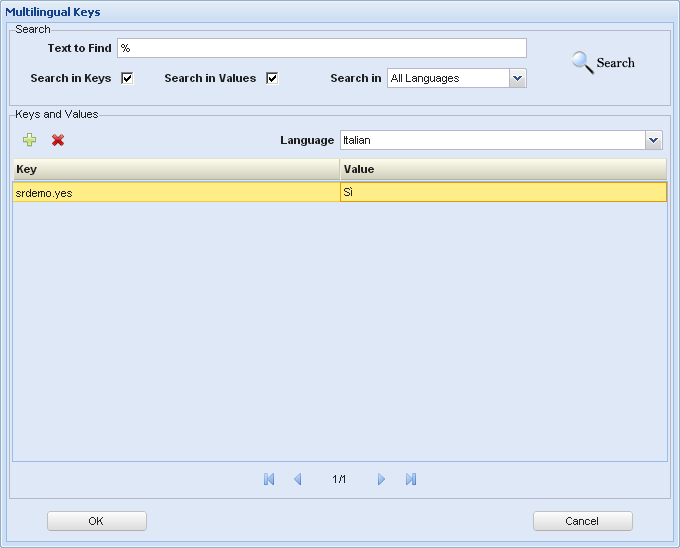 Multilingual Keys
Search
Text to Find %
Search in Keys Search in Values Search in All Languages
Search
Keys and Values
Language Italian
Key Value
srdemo.yes Sì
1/1
OK Cancel